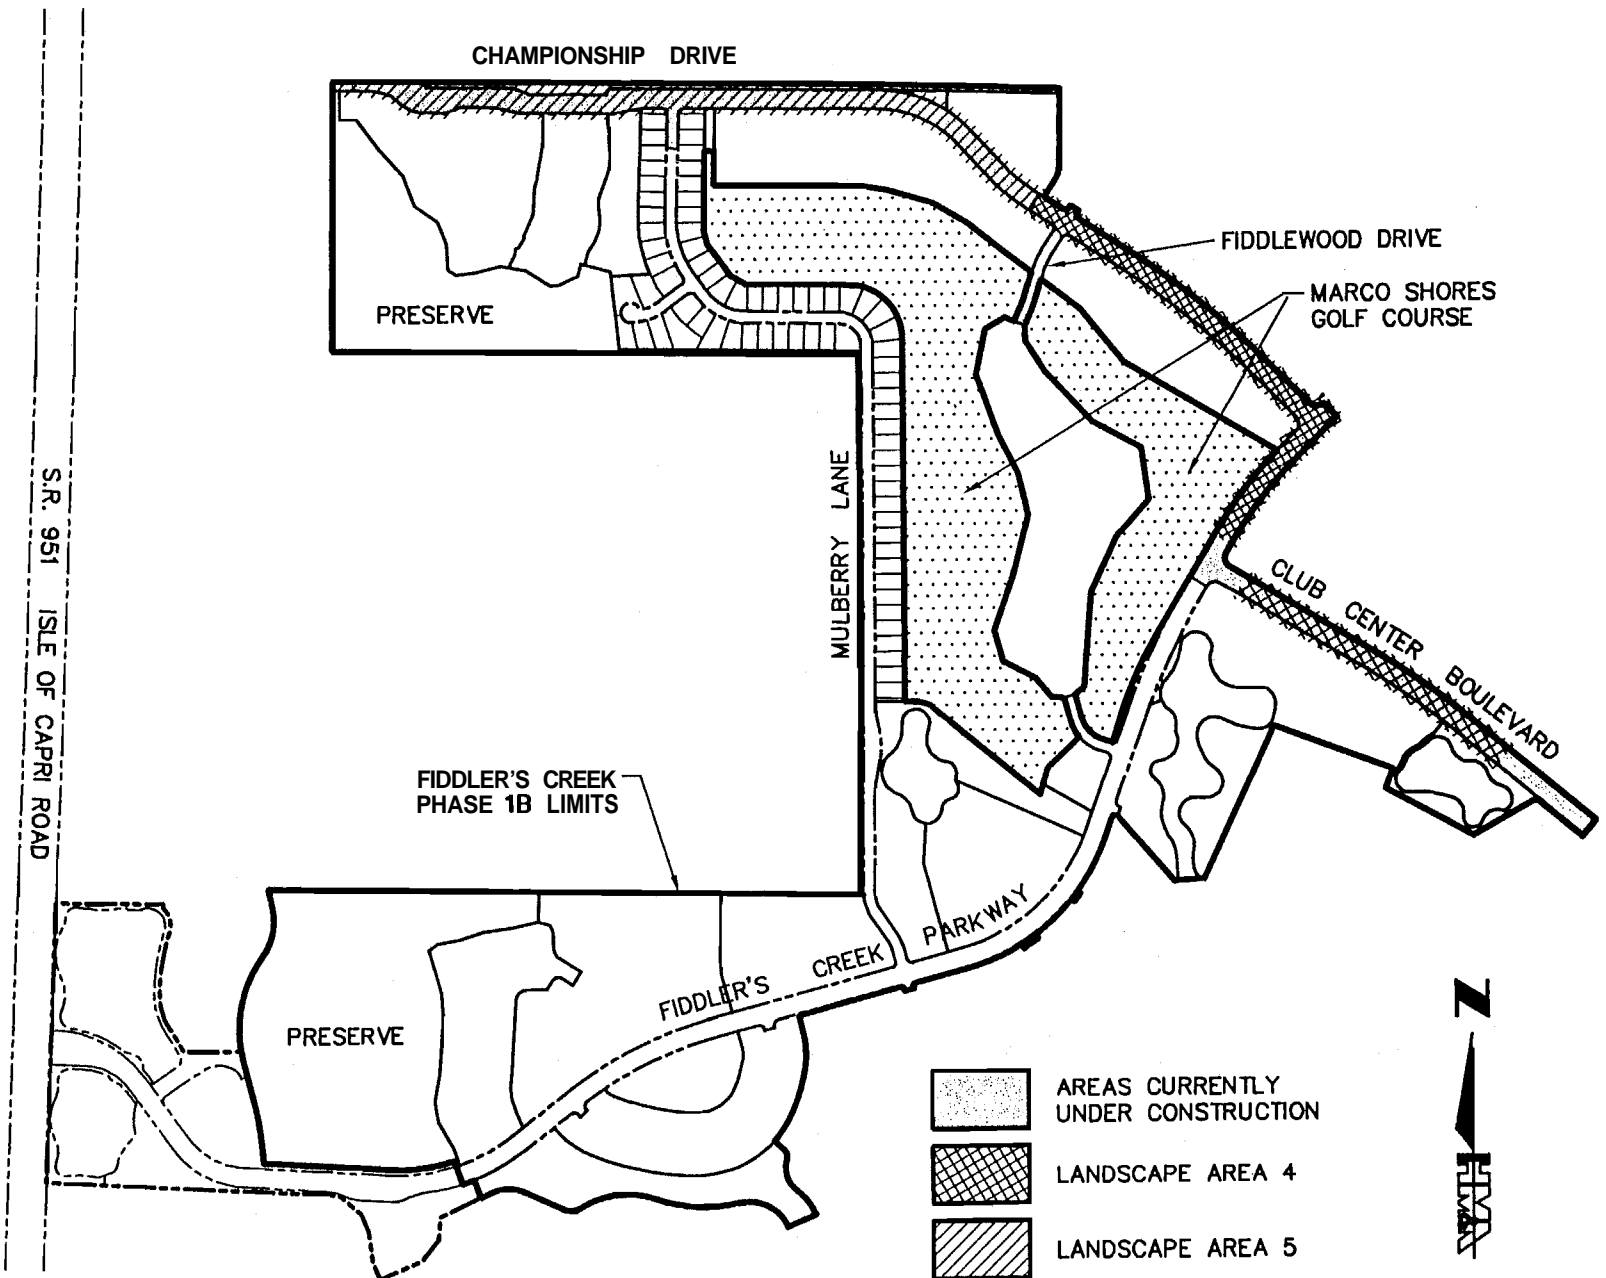 CHAMPIONSHIP DRIVE
FIDDLEWOOD DRIVE
MARCO SHORES
GOLF COURSE
PRESERVE
S.R. 951 ISLE OF CAPRI ROAD
MULBERRY LANE
CLUB CENTER BOULEVARD
FIDDLER'S CREEK
PHASE 1B LIMITS
FIDDLER'S CREEK PARKWAY
PRESERVE
N
AREAS CURRENTLY
UNDER CONSTRUCTION
LANDSCAPE AREA 4
LANDSCAPE AREA 5